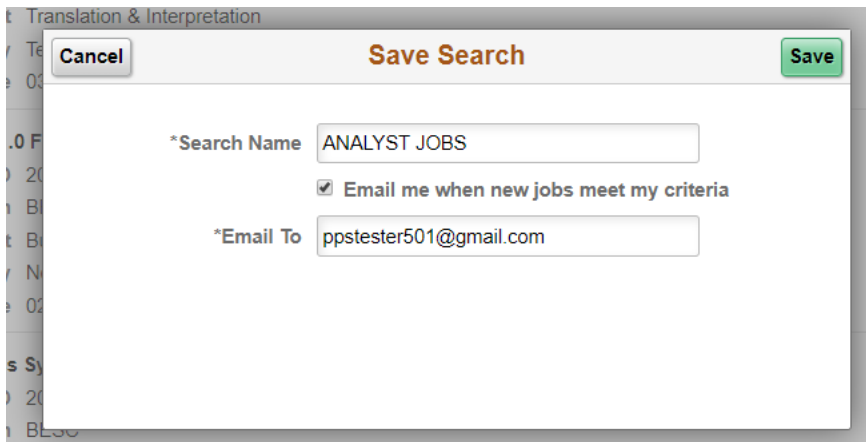 Translation & Interpretation
Cancel Save Search Save
*Search Name ANALYST JOBS
Email me when new jobs meet my criteria
*Email To ppstester501@gmail.com
BESC